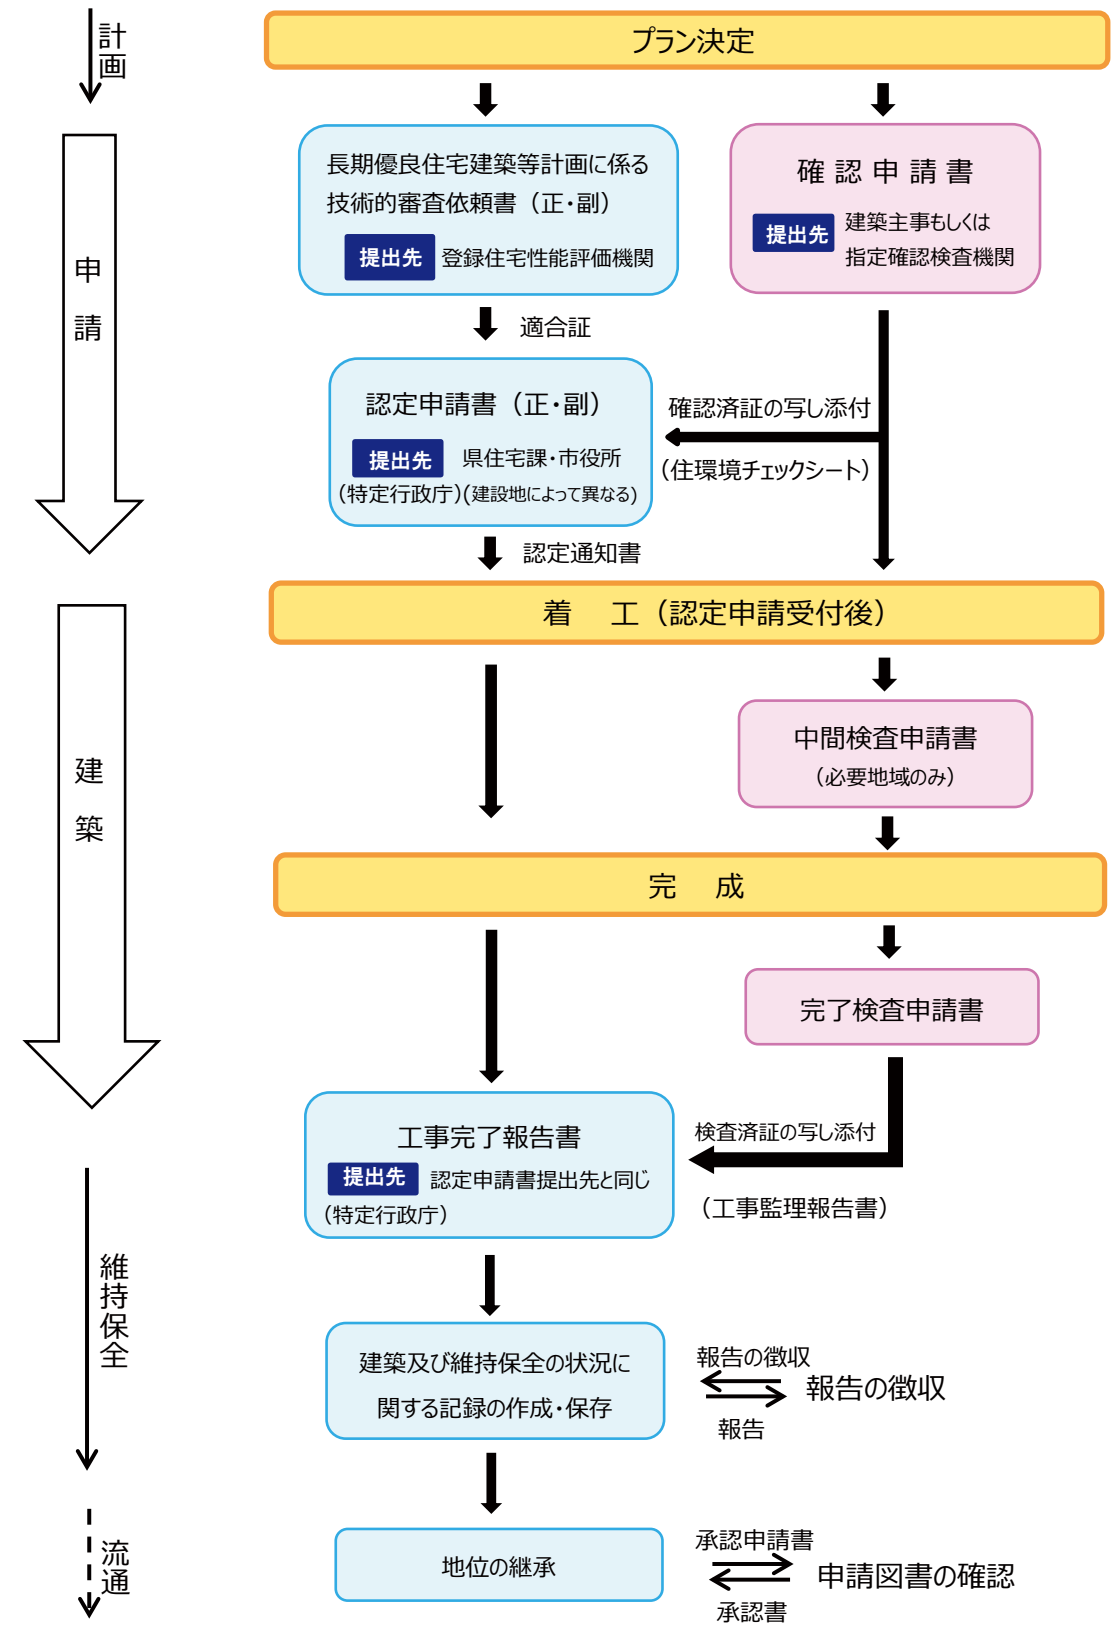 計画
プラン決定
申請
長期優良住宅建築等計画に係る
技術的審査依頼書（正・副）
提出先 登録住宅性能評価機関
確認申請書
提出先 建築主事もしくは
指定確認検査機関
適合証
認定申請書（正・副）
提出先 県住宅課・市役所
（特定行政庁）(建設地によって異なる)
確認済証の写し添付
（住環境チェックシート）
認定通知書
着　工（認定申請受付後）
建築
中間検査申請書
（必要地域のみ）
完　成
完了検査申請書
工事完了報告書
提出先 認定申請書提出先と同じ
（特定行政庁）
検査済証の写し添付
（工事監理報告書）
維持保全
建築及び維持保全の状況に
関する記録の作成・保存
報告の徴収
報告の徴収
報告
流通
地位の継承
承認申請書
申請図書の確認
承認書